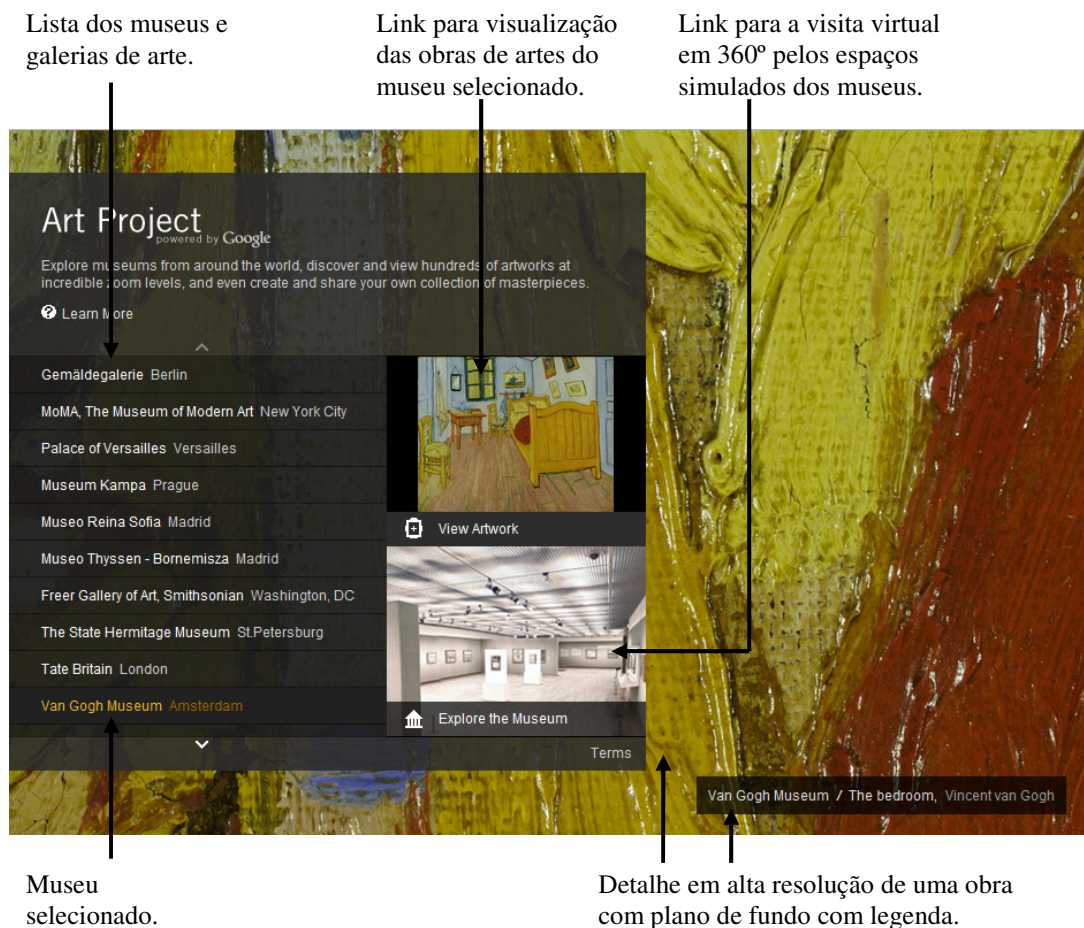 Lista dos museus e
galerias de arte.
Link para visualização
das obras de artes do
museu selecionado.
Link para a visita virtual
em 360º pelos espaços
simulados dos museus.
Art Project
powered by Google
Explore museums from around the world, discover and view hundreds of artworks at
incredible zoom levels, and even create and share your own collection of masterpieces.
? Learn More
Gemäldegalerie Berlin
MoMA, The Museum of Modern Art New York City
Palace of Versailles Versailles
Museum Kampa Prague
Museo Reina Sofia Madrid
Museo Thyssen - Bornemisza Madrid
Freer Gallery of Art, Smithsonian Washington, DC
The State Hermitage Museum St.Petersburg
Tate Britain London
Van Gogh Museum Amsterdam
View Artwork
Explore the Museum
Terms
Van Gogh Museum / The bedroom, Vincent van Gogh
Museu
selecionado.
Detalhe em alta resolução de uma obra
com plano de fundo com legenda.